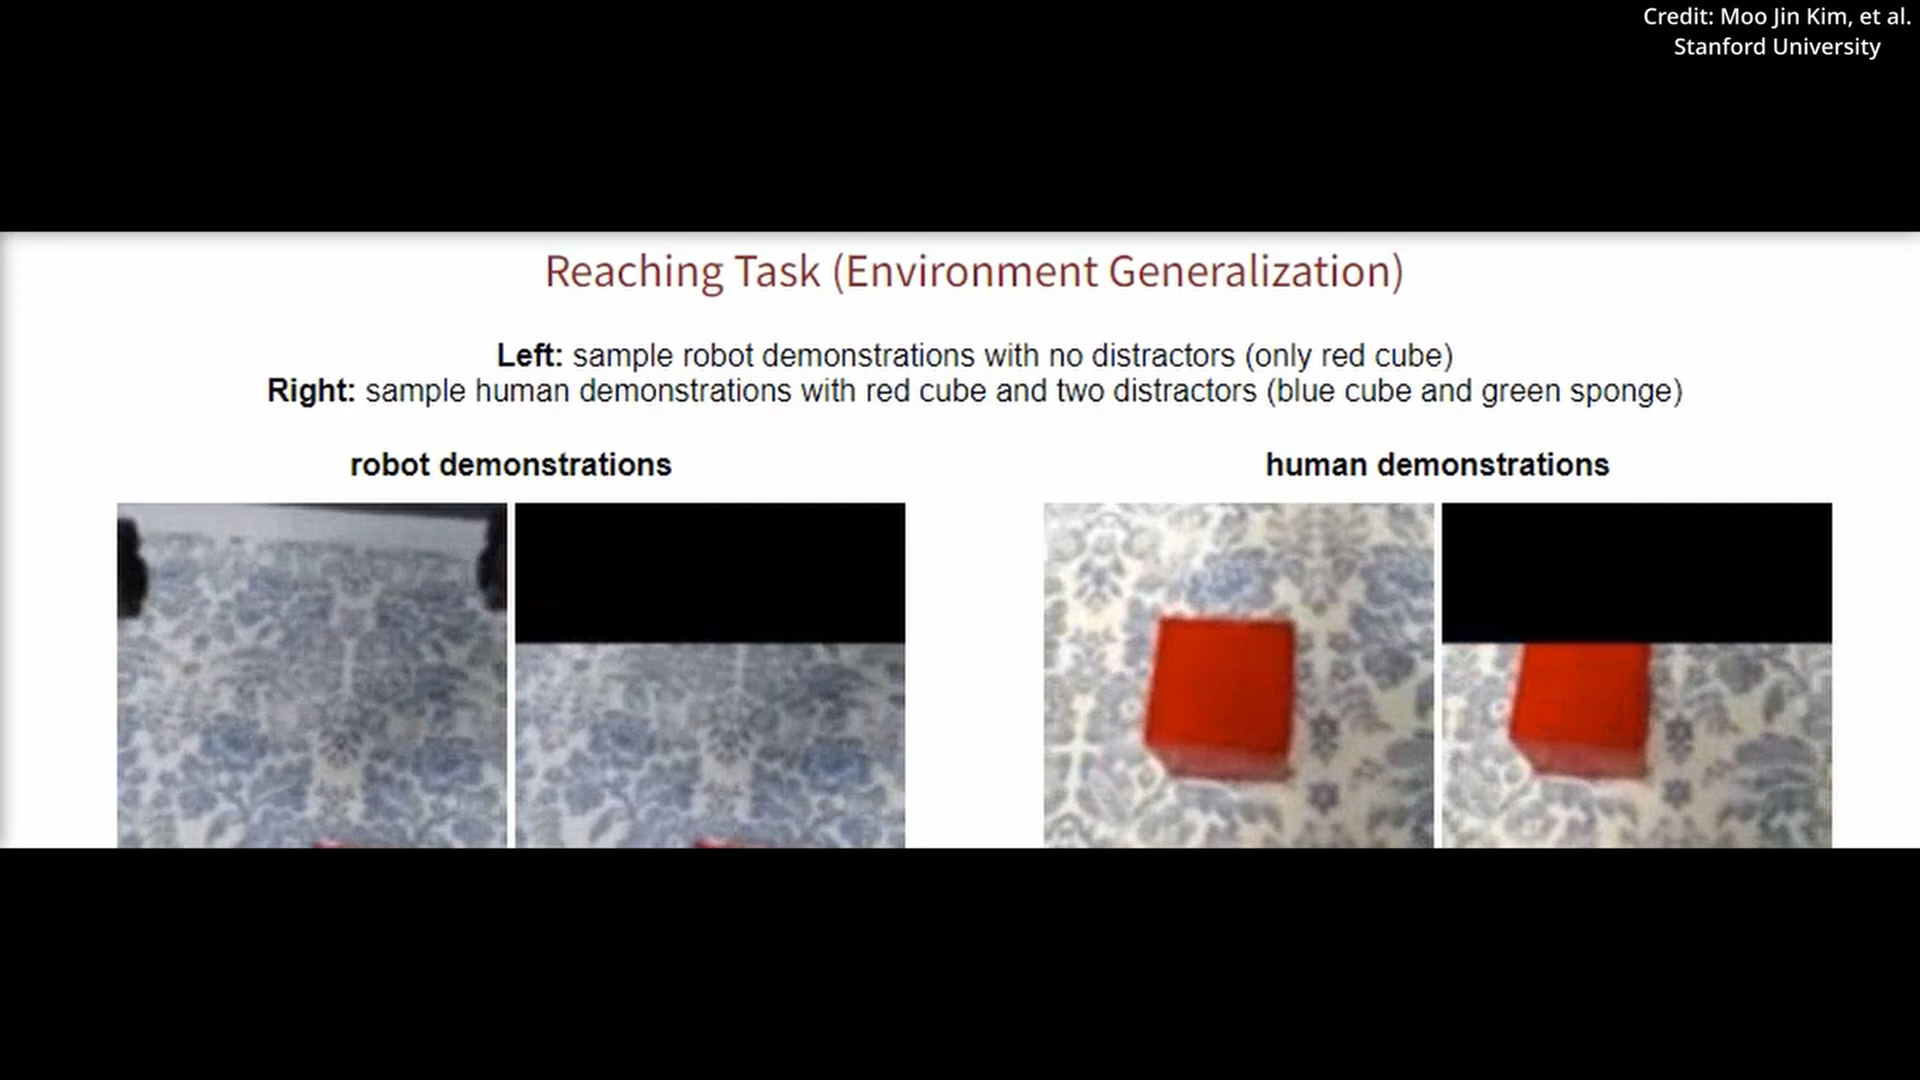 Credit: Moo Jin Kim, et al.
Stanford University
Reaching Task (Environment Generalization)
Left: sample robot demonstrations with no distractors (only red cube)
Right: sample human demonstrations with red cube and two distractors (blue cube and green sponge)
robot demonstrations
human demonstrations